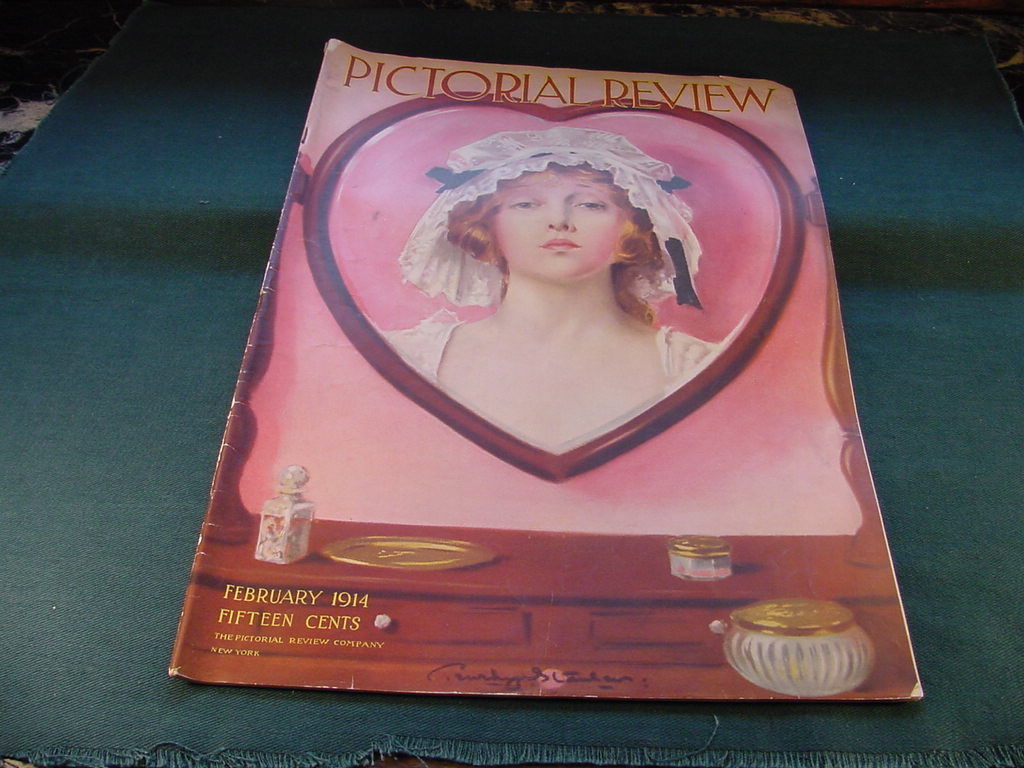 PICTORIAL REVIEW
FEBRUARY 1914
FIFTEEN CENTS
THE PICTORIAL REVIEW COMPANY
NEW YORK